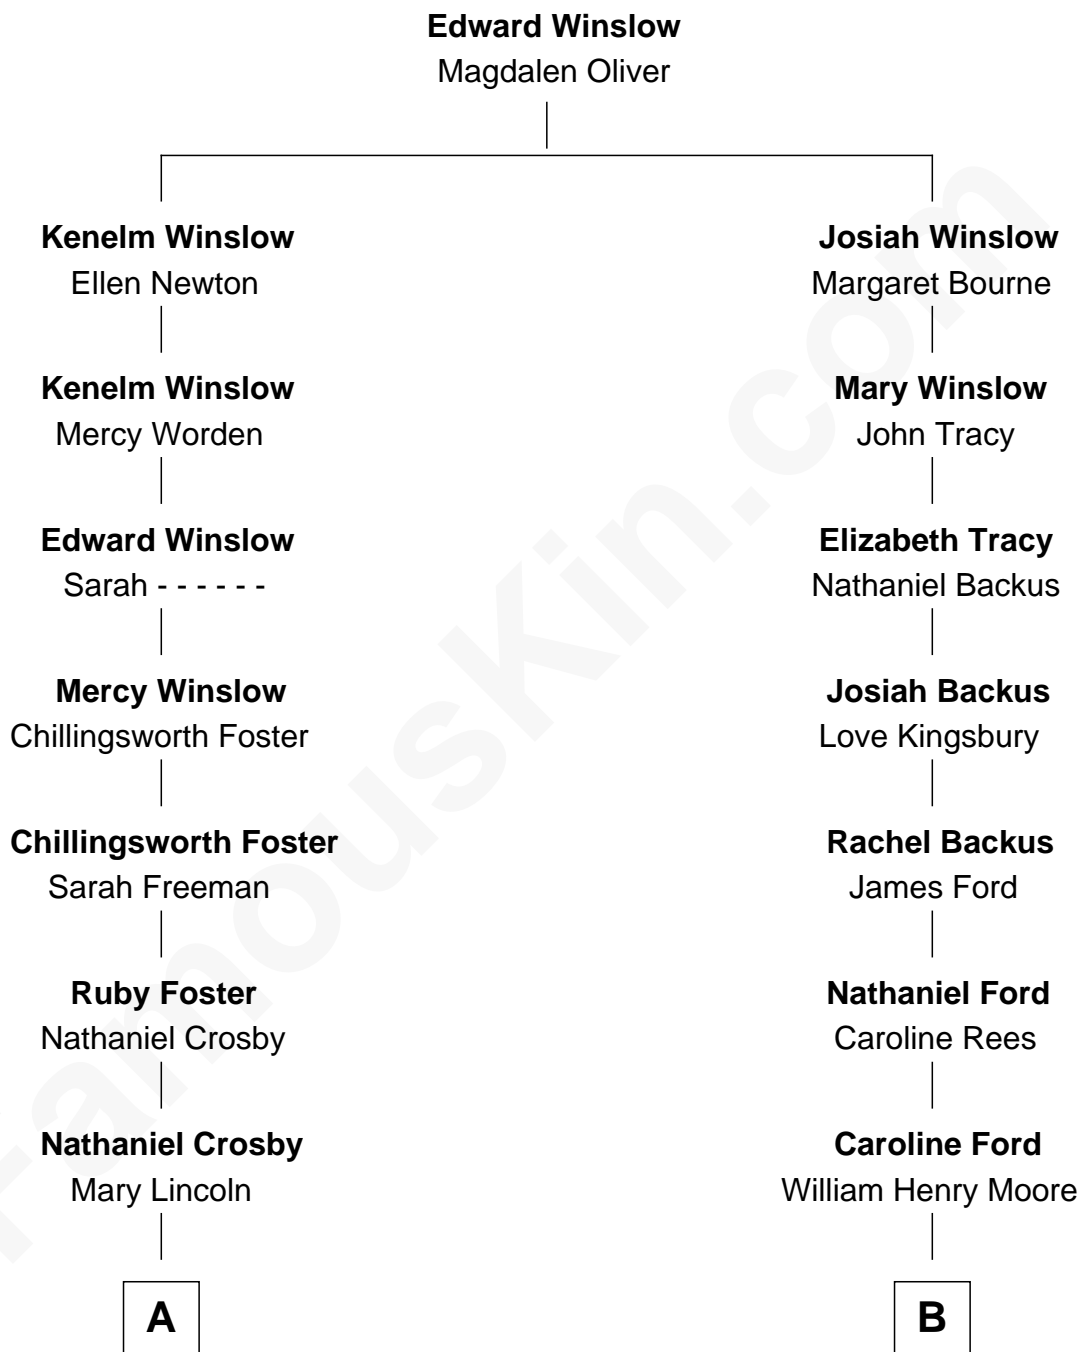 Edward Winslow
Magdalen Oliver
Kenelm Winslow
Ellen Newton
Josiah Winslow
Margaret Bourne
Kenelm Winslow
Mercy Worden
Mary Winslow
John Tracy
Edward Winslow
Sarah - - - - - -
Elizabeth Tracy
Nathaniel Backus
Mercy Winslow
Chillingsworth Foster
Josiah Backus
Love Kingsbury
Chillingsworth Foster
Sarah Freeman
Rachel Backus
James Ford
Ruby Foster
Nathaniel Crosby
Nathaniel Ford
Caroline Rees
Nathaniel Crosby
Mary Lincoln
Caroline Ford
William Henry Moore
A
B
FamousKin.com